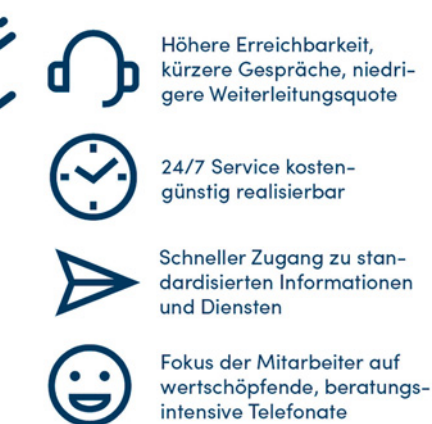 Höhere Erreichbarkeit,
kürzere Gespräche, niedri-
gere Weiterleitungsquote
24/7 Service kosten-
günstig realisierbar
Schneller Zugang zu stan-
dardisierten Informationen
und Diensten
Fokus der Mitarbeiter auf
wertschöpfende, beratungs-
intensive Telefonate